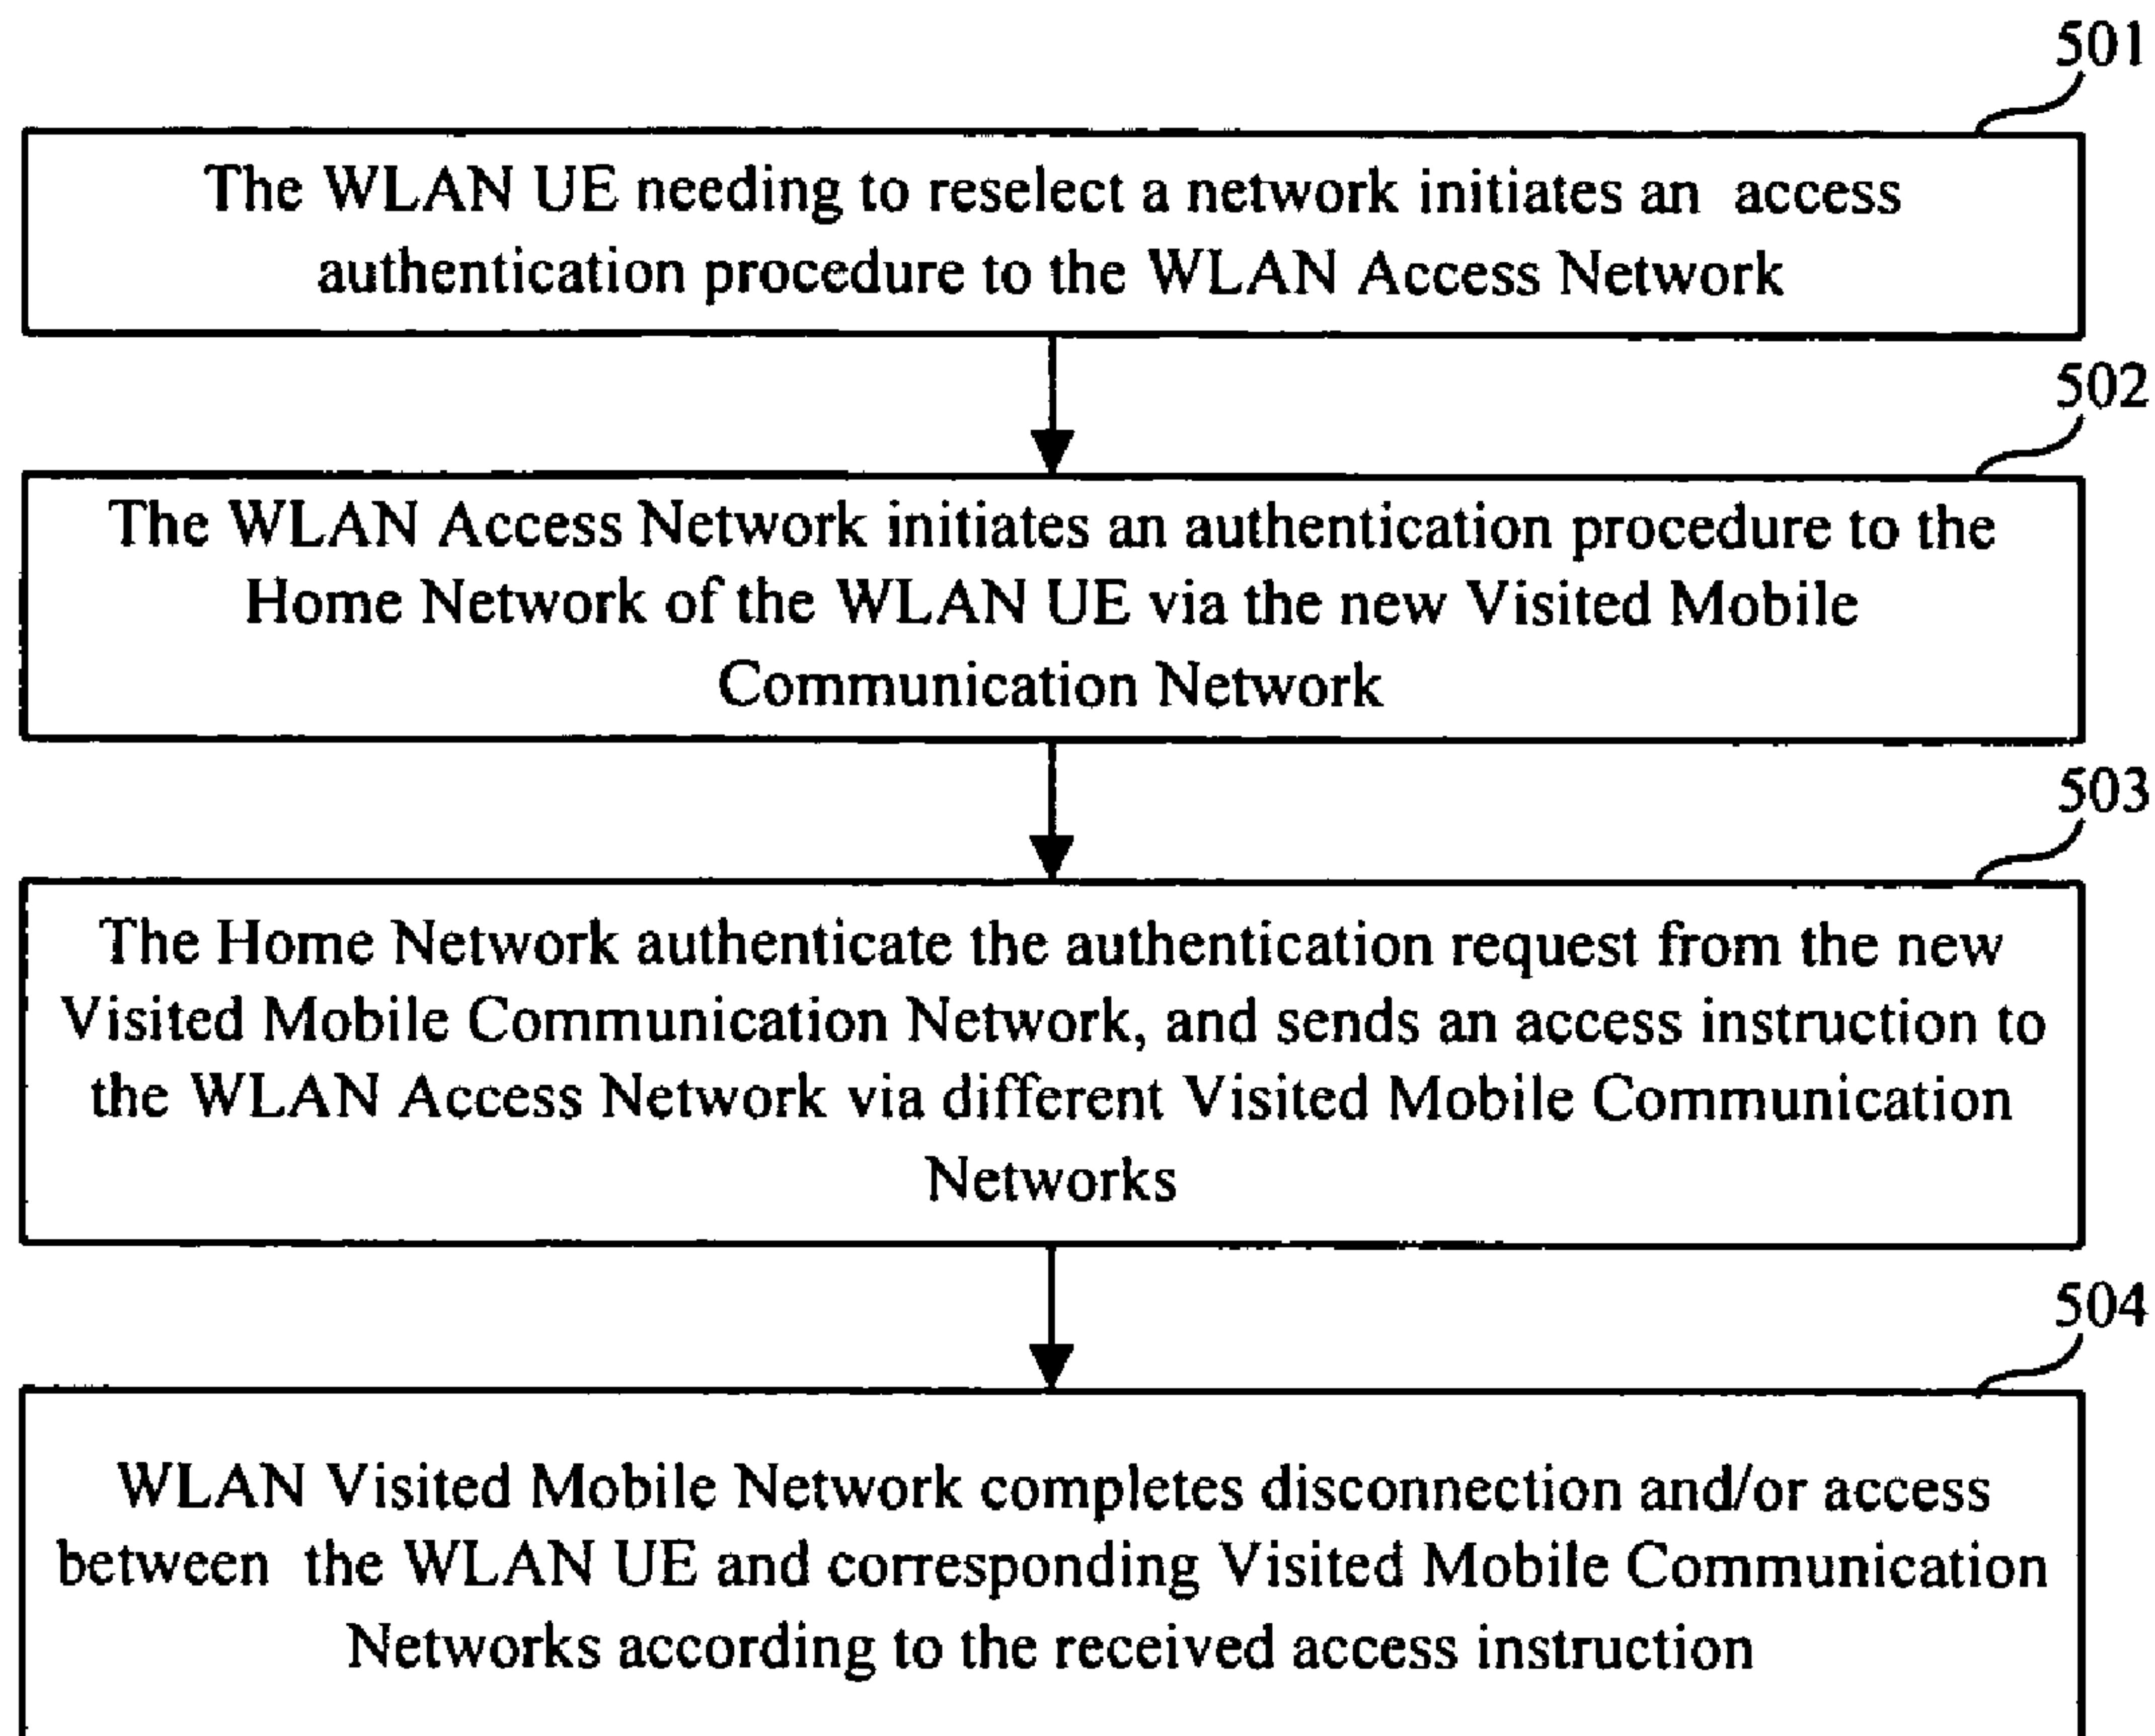 501
The WLAN UE needing to reselect a network initiates an access
authentication procedure to the WLAN Access Network
502
The WLAN Access Network initiates an authentication procedure to the
Home Network of the WLAN UE via the new Visited Mobile
Communication Network
503
The Home Network authenticate the authentication request from the new
Visited Mobile Communication Network, and sends an access instruction to
the WLAN Access Network via different Visited Mobile Communication
Networks
504
WLAN Visited Mobile Network completes disconnection and/or access
between the WLAN UE and corresponding Visited Mobile Communication
Networks according to the received access instruction